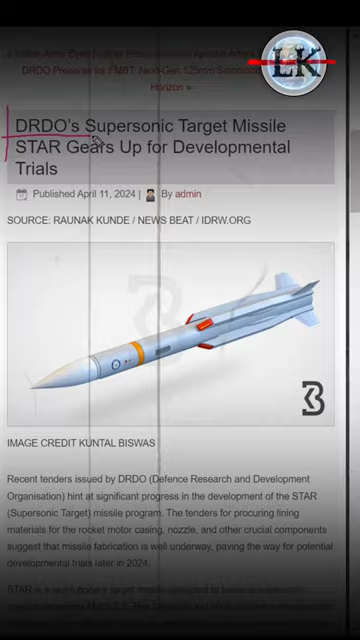 LK
DRDO Prepares for FMBT: Next-Gen 125mm
Horizon »
DRDO's Supersonic Target Missile
STAR Gears Up for Developmental
Trials
Published April 11, 2024 | By admin
SOURCE: RAUNAK KUNDE / NEWS BEAT / IDRW.ORG
IMAGE CREDIT KUNTAL BISWAS
Recent tenders issued by DRDO (Defence Research and Development
Organisation) hint at significant progress in the development of the STAR
(Supersonic Target) missile program. The tenders for procuring lining
materials for the rocket motor casing, nozzle, and other crucial components
suggest that missile fabrication is well underway, paving the way for potential
developmental trials later in 2024.